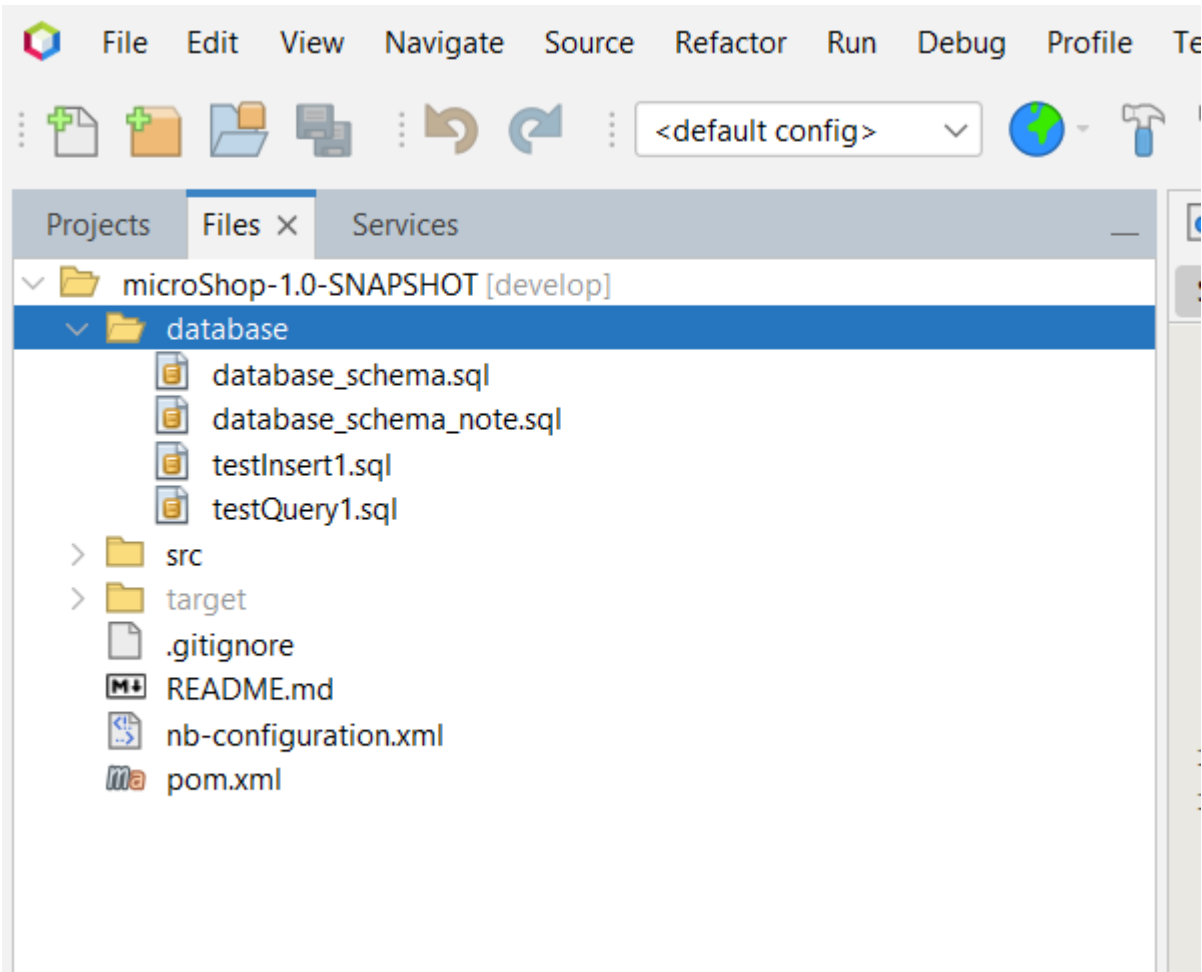 File Edit View Navigate Source Refactor Run Debug Profile Te
<default config>
Projects Files Services
microShop-1.0-SNAPSHOT [develop]
database
database_schema.sql
database_schema_note.sql
testInsert1.sql
testQuery1.sql
src
target
.gitignore
README.md
nb-configuration.xml
pom.xml